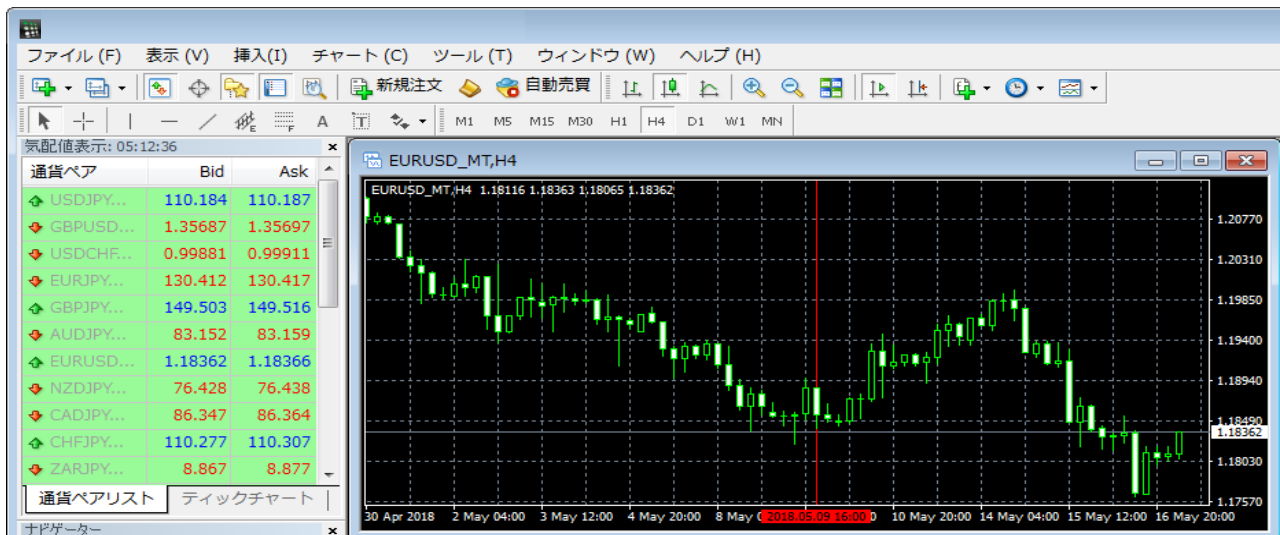 ファイル (F) 表示 (V) 挿入(I) チャート (C) ツール (T) ウィンドウ (W) ヘルプ (H)
新規注文 自動売買
E F A T M1 M5 M15 M30 H1 H4 D1 W1 MN
気配値表示: 05:12:36
通貨ペア Bid Ask
USDJPY... 110.184 110.187
GBPUSD... 1.35687 1.35697
USDCHF... 0.99881 0.99911
EURJPY... 130.412 130.417
GBPJPY... 149.503 149.516
AUDJPY... 83.152 83.159
EURUSD... 1.18362 1.18366
NZDJPY... 76.428 76.438
CADJPY... 86.347 86.364
CHFJPY... 110.277 110.307
ZARJPY... 8.867 8.877
通貨ペアリスト ティックチャート
ナビゲーター
EURUSD_MT,H4
EURUSD_MT,H4 1.18116 1.18363 1.18065 1.18362
1.20770
1.20310
1.19850
1.19400
1.18940
1.18490
1.18362
1.18030
1.17570
30 Apr 2018 2 May 04:00 3 May 12:00 4 May 20:00 8 May 2018.05.09 16:00 10 May 20:00 14 May 04:00 15 May 12:00 16 May 20:00